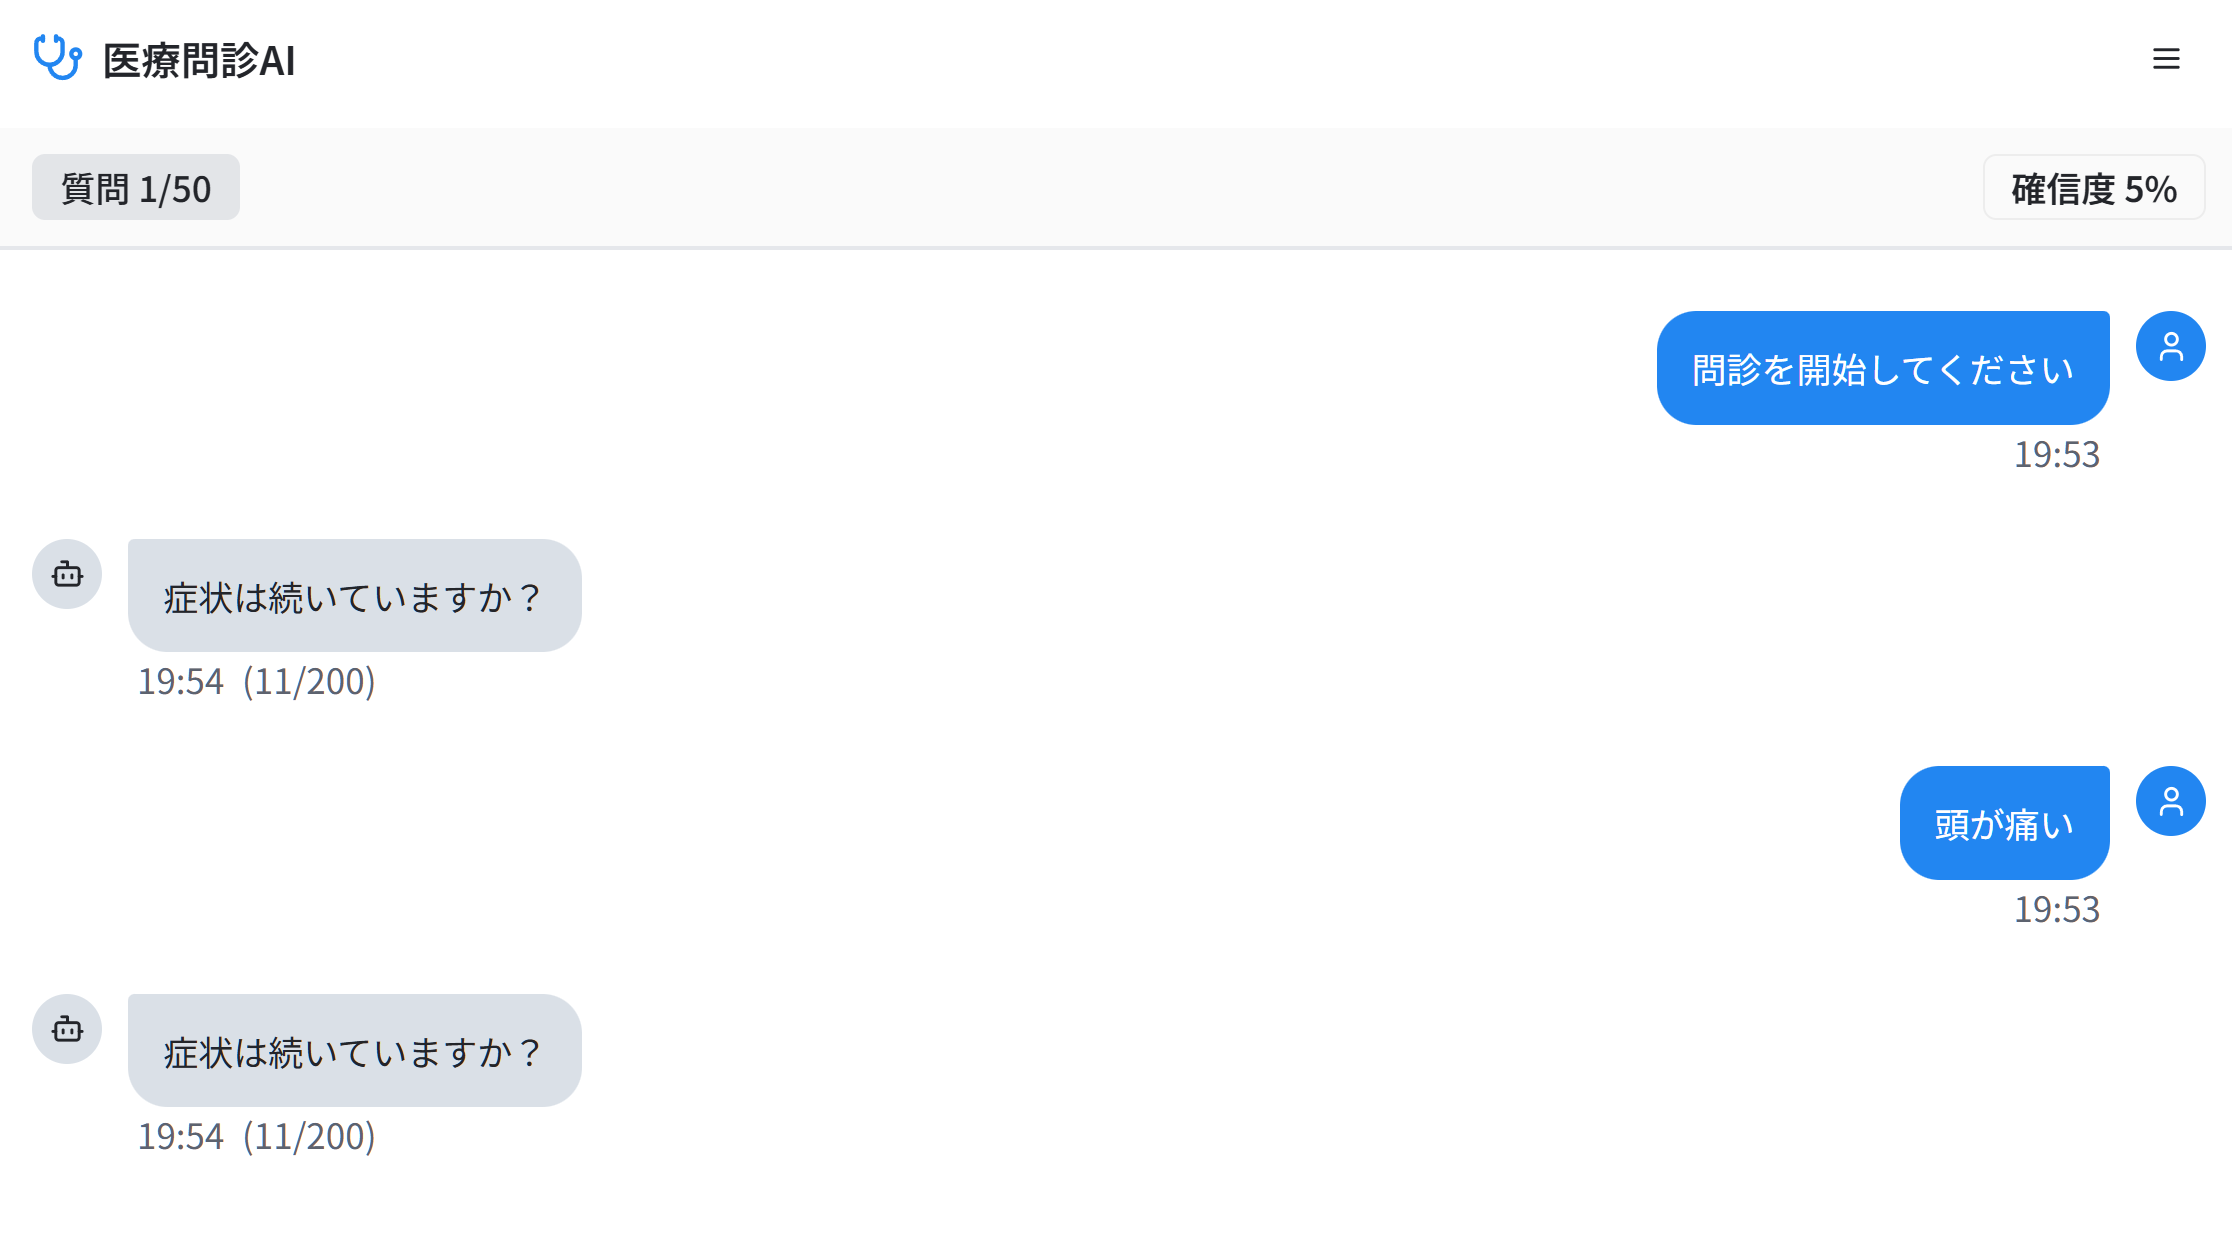 医療問診AI
質問 1/50
確信度 5%
問診を開始してください
19:53
症状は続いていますか？
19:54 (11/200)
頭が痛い
19:53
症状は続いていますか？
19:54 (11/200)